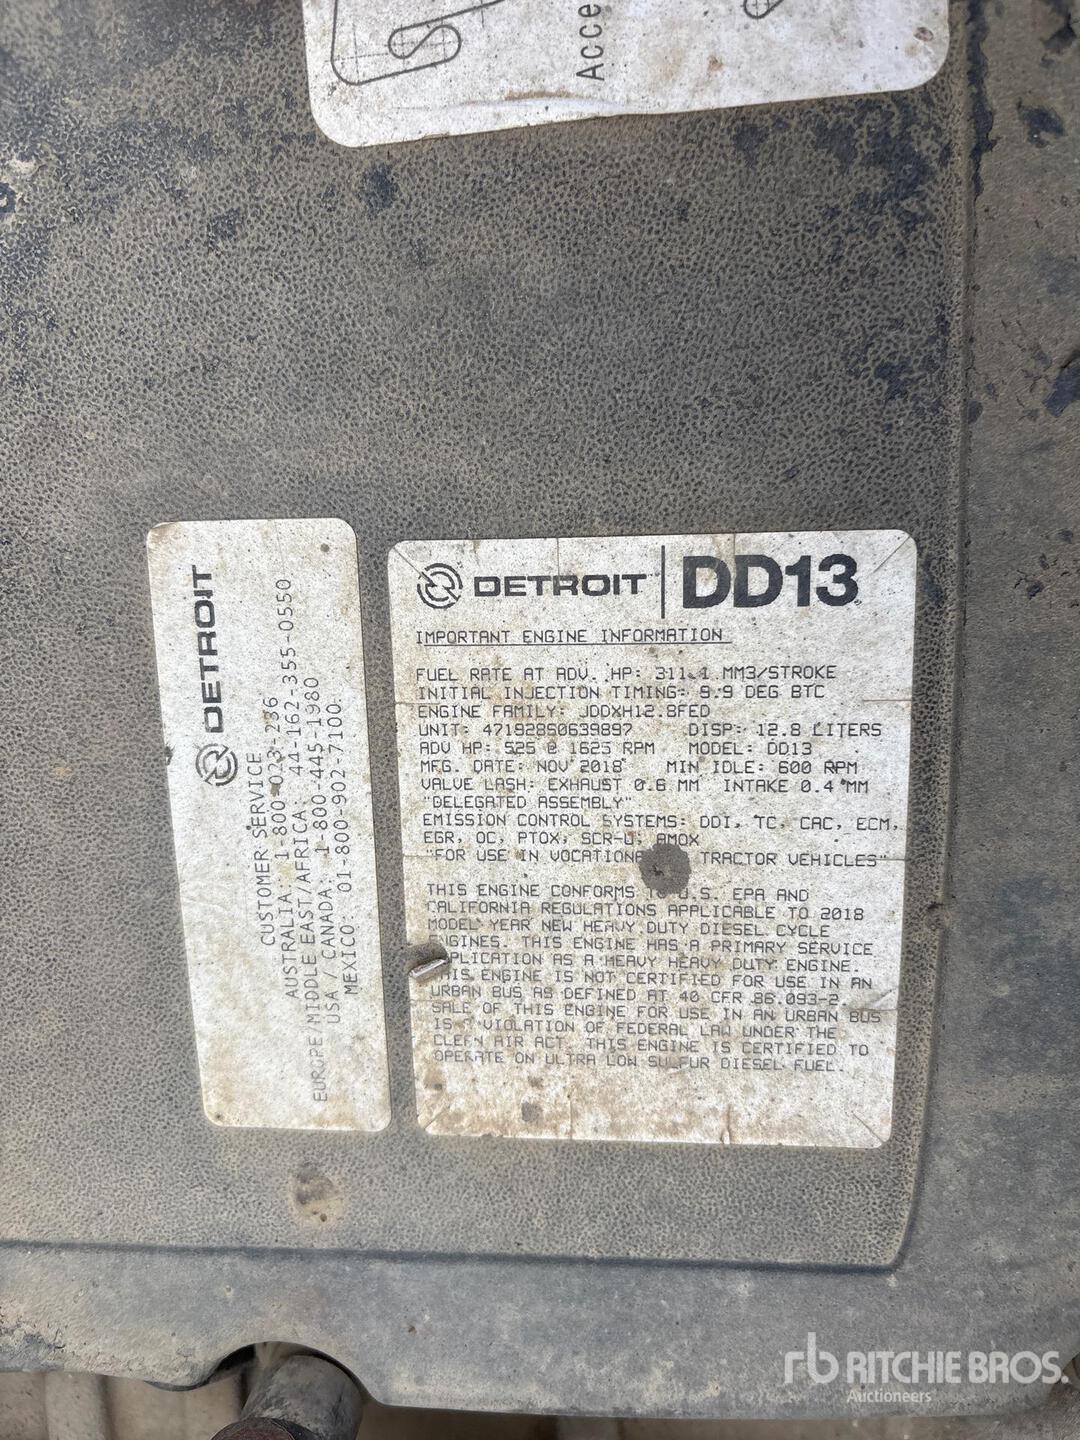 Acce
DETROIT
CUSTOMER SERVICE
AUSTRALIA: 1-800-023-236
EUROPE/MIDDLE EAST/AFRICA: 44-162-355-0550
USA / CANADA: 1-800-445-1980
MEXICO: 01-800-902-7100.
DETROIT DD13
IMPORTANT ENGINE INFORMATION
FUEL RATE AT ADV. HP: 311.1 MM3/STROKE
INITIAL INJECTION TIMING: 9.9 DEG BTC
ENGINE FAMILY: JDDXH12.8FED
UNIT: 471928S0639897 DISP: 12.8 LITERS
ADV HP: 525 @ 1625 RPM MODEL: DD13
MFG. DATE: NOV 2018 MIN IDLE: 600 RPM
VALVE LASH: EXHAUST 0.6 MM INTAKE 0.4 MM
"DELEGATED ASSEMBLY"
EMISSION CONTROL SYSTEMS: DDI, TC, CAC, ECM,
EGR, OC, PTOX, SCR-U, AMOX
"FOR USE IN VOCATIONA TRACTOR VEHICLES"
THIS ENGINE CONFORMS TO U.S. EPA AND
CALIFORNIA REGULATIONS APPLICABLE TO 2018
MODEL YEAR NEW HEAVY DUTY DIESEL CYCLE
ENGINES. THIS ENGINE HAS A PRIMARY SERVICE
APPLICATION AS A HEAVY HEAVY DUTY ENGINE.
THIS ENGINE IS NOT CERTIFIED FOR USE IN AN
URBAN BUS AS DEFINED AT 40 CFR 86.093-2
SALE OF THIS ENGINE FOR USE IN AN URBAN BUS
IS A VIOLATION OF FEDERAL LAW UNDER THE
CLEAN AIR ACT. THIS ENGINE IS CERTIFIED TO
OPERATE ON ULTRA LOW SULFUR DIESEL FUEL.
rb RITCHIE BROS.
Auctioneers